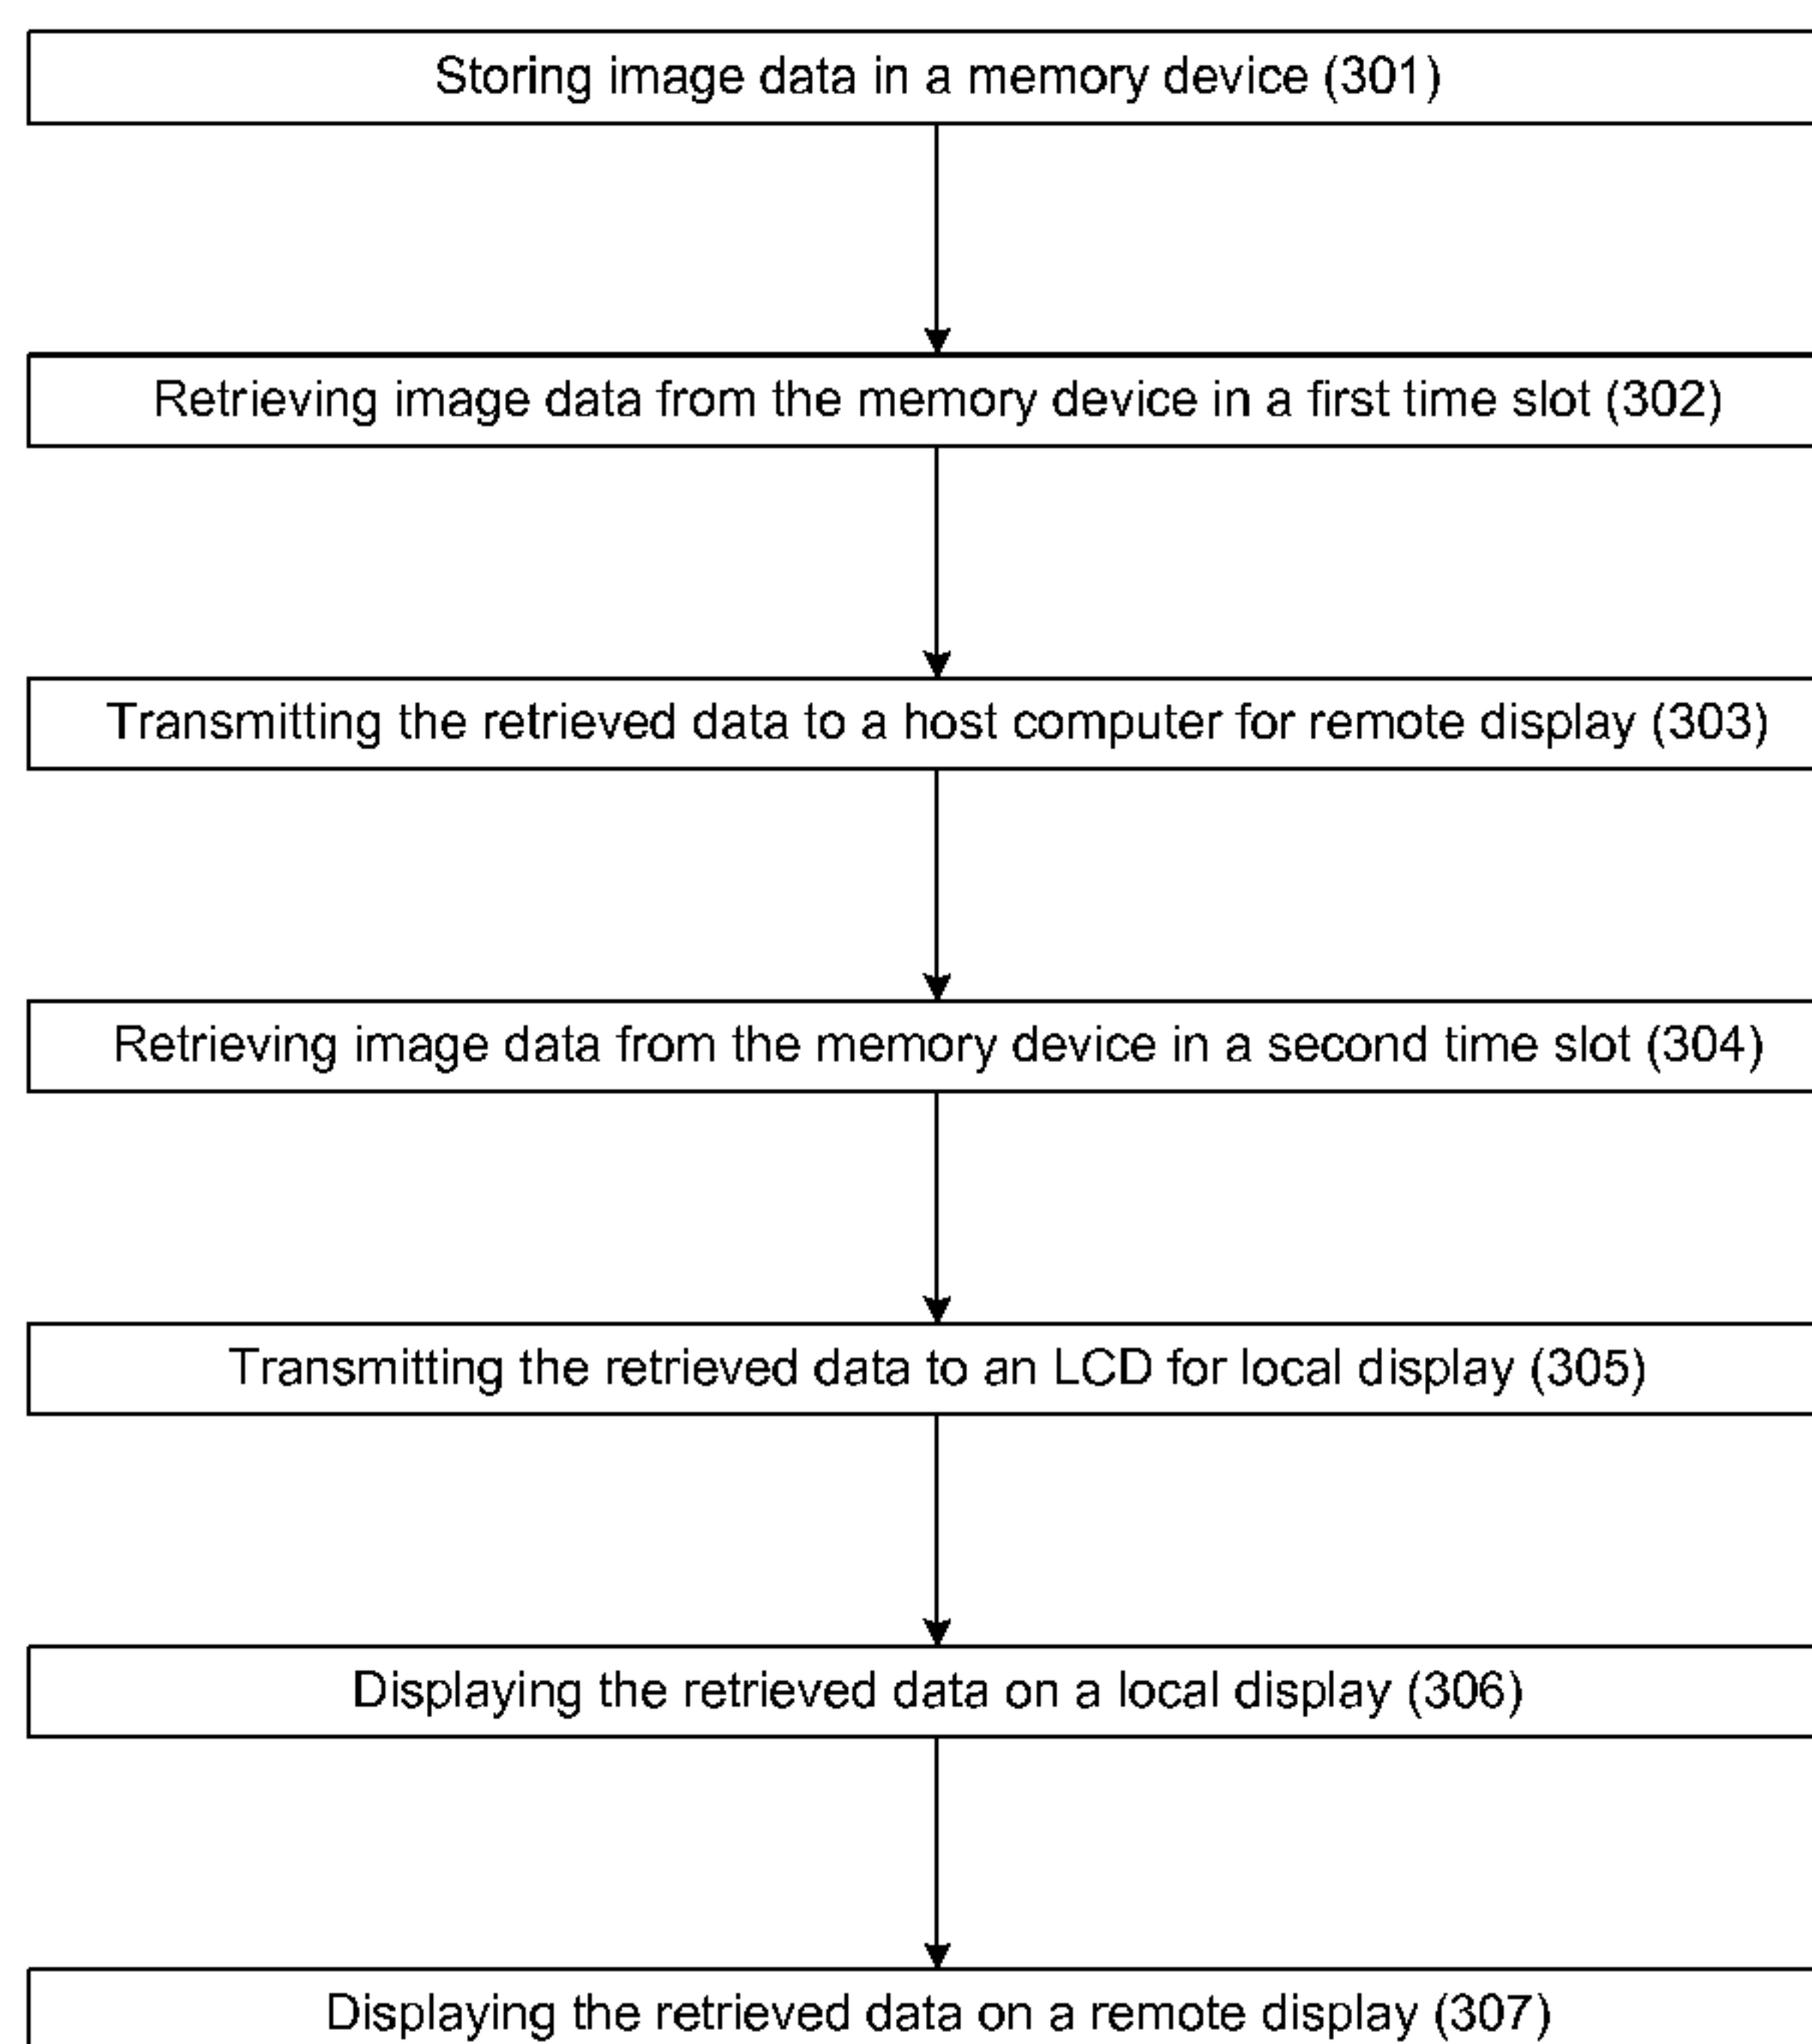 Storing image data in a memory device (301)
Retrieving image data from the memory device in a first time slot (302)
Transmitting the retrieved data to a host computer for remote display (303)
Retrieving image data from the memory device in a second time slot (304)
Transmitting the retrieved data to an LCD for local display (305)
Displaying the retrieved data on a local display (306)
Displaying the retrieved data on a remote display (307)